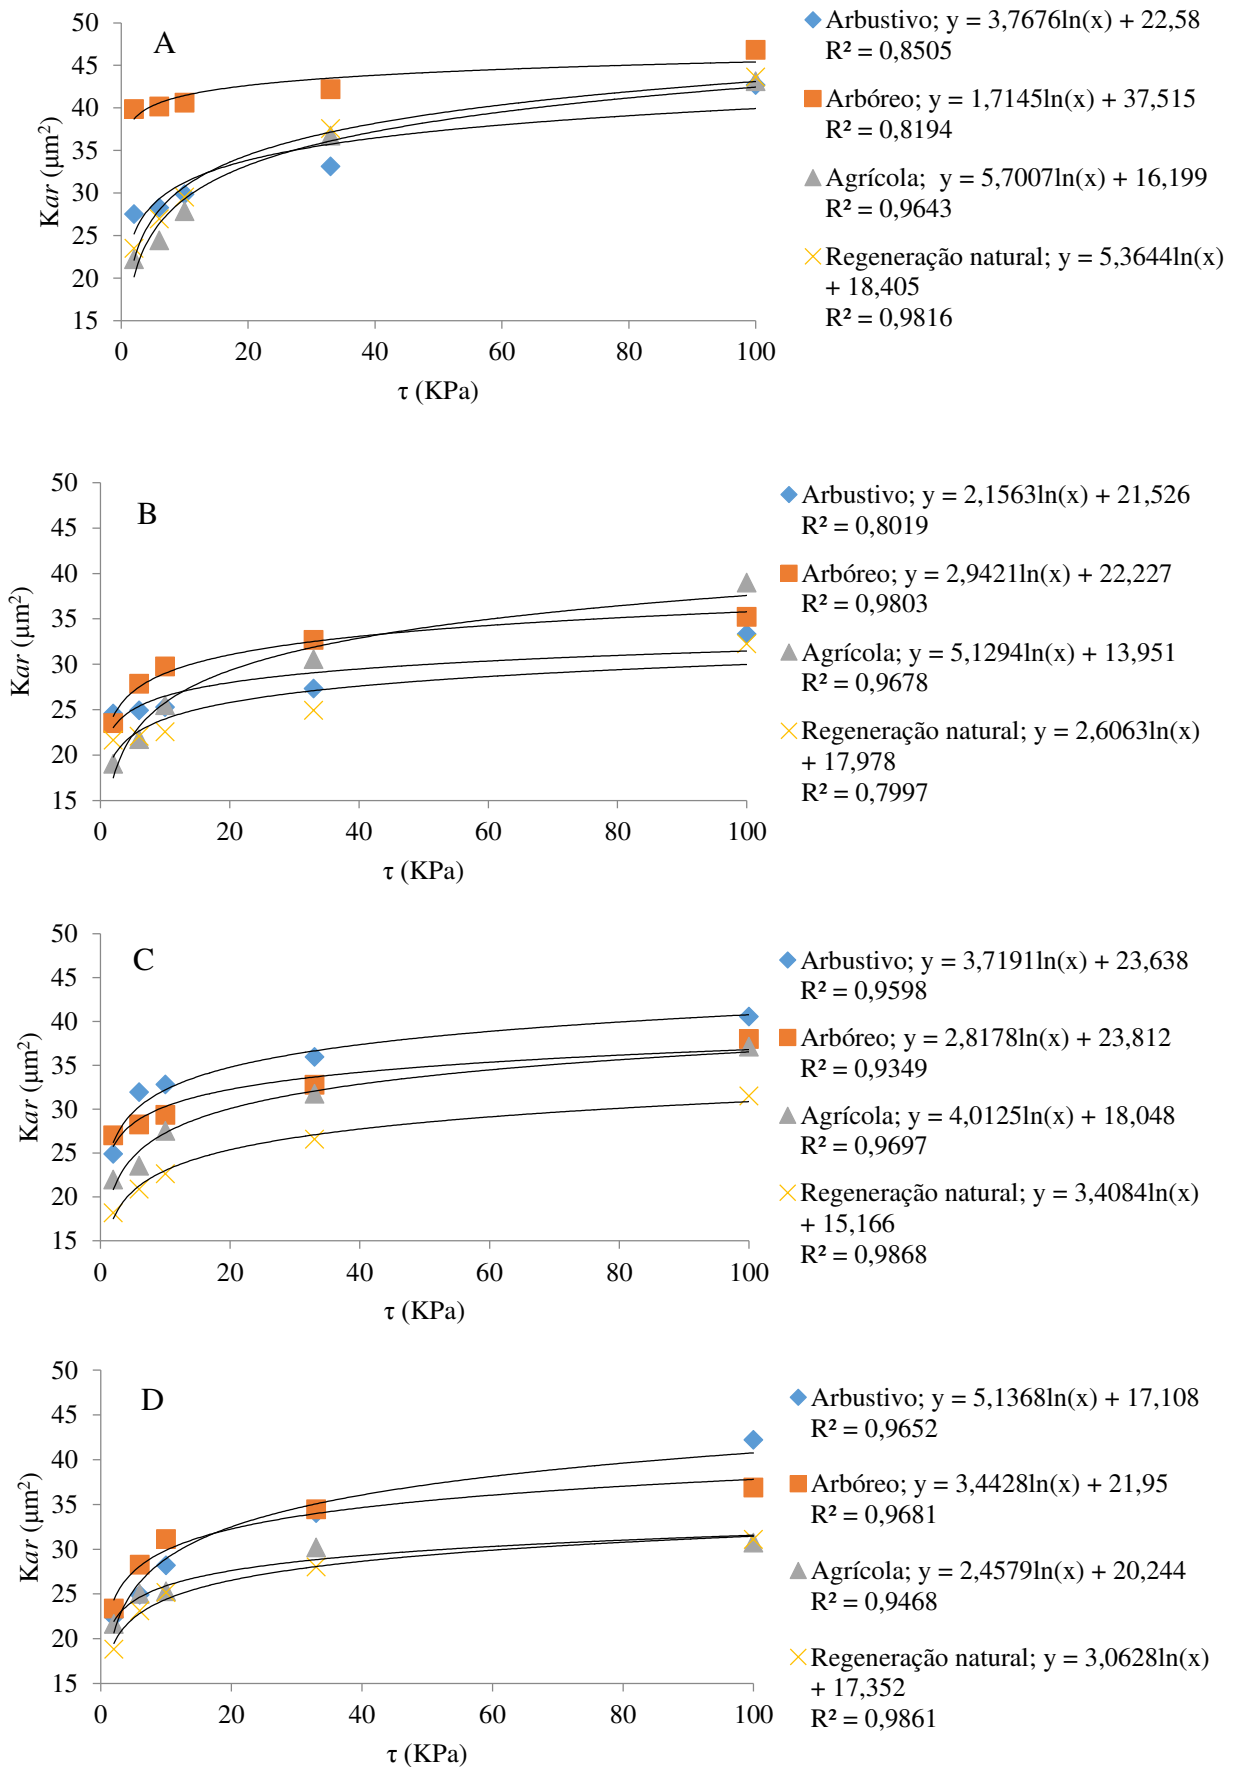 A
Kar (μm²)
50
45
40
35
30
25
20
15
0 20 40 60 80 100
τ (KPa)
Arbustivo; y = 3,7676ln(x) + 22,58
R² = 0,8505
Arbóreo; y = 1,7145ln(x) + 37,515
R² = 0,8194
Agrícola; y = 5,7007ln(x) + 16,199
R² = 0,9643
Regeneração natural; y = 5,3644ln(x)
+ 18,405
R² = 0,9816
B
Kar (μm²)
50
45
40
35
30
25
20
15
0 20 40 60 80 100
τ (KPa)
Arbustivo; y = 2,1563ln(x) + 21,526
R² = 0,8019
Arbóreo; y = 2,9421ln(x) + 22,227
R² = 0,9803
Agrícola; y = 5,1294ln(x) + 13,951
R² = 0,9678
Regeneração natural; y = 2,6063ln(x)
+ 17,978
R² = 0,7997
C
Kar (μm²)
50
45
40
35
30
25
20
15
0 20 40 60 80 100
τ (KPa)
Arbustivo; y = 3,7191ln(x) + 23,638
R² = 0,9598
Arbóreo; y = 2,8178ln(x) + 23,812
R² = 0,9349
Agrícola; y = 4,0125ln(x) + 18,048
R² = 0,9697
Regeneração natural; y = 3,4084ln(x)
+ 15,166
R² = 0,9868
D
Kar (μm²)
50
45
40
35
30
25
20
15
0 20 40 60 80 100
τ (KPa)
Arbustivo; y = 5,1368ln(x) + 17,108
R² = 0,9652
Arbóreo; y = 3,4428ln(x) + 21,95
R² = 0,9681
Agrícola; y = 2,4579ln(x) + 20,244
R² = 0,9468
Regeneração natural; y = 3,0628ln(x)
+ 17,352
R² = 0,9861